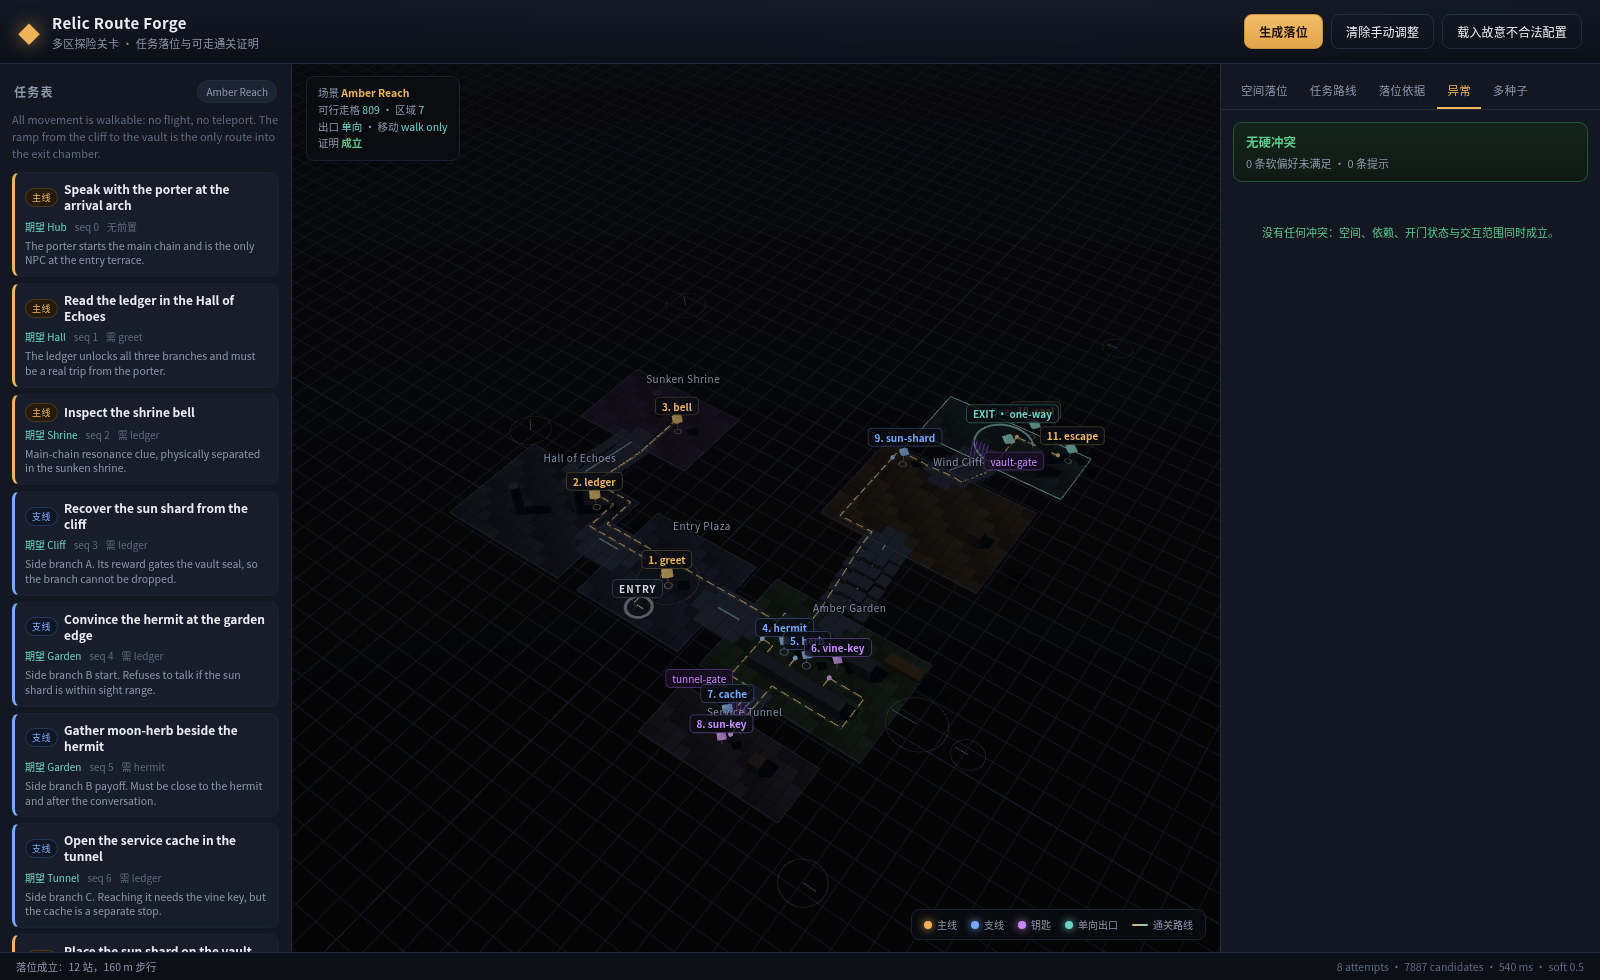 Relic Route Forge
多区探险关卡 · 任务落位与可走通关证明
生成落位
清除手动调整
载入故意不合法配置
任务表
Amber Reach
All movement is walkable: no flight, no teleport. The
ramp from the cliff to the vault is the only route into
the exit chamber.
主线
Speak with the porter at the
arrival arch
期望 Hub seq 0 无前置
The porter starts the main chain and is the only
NPC at the entry terrace.
主线
Read the ledger in the Hall of
Echoes
期望 Hall seq 1 需 greet
The ledger unlocks all three branches and must
be a real trip from the porter.
主线
Inspect the shrine bell
期望 Shrine seq 2 需 ledger
Main-chain resonance clue, physically separated
in the sunken shrine.
支线
Recover the sun shard from the
cliff
期望 Cliff seq 3 需 ledger
Side branch A. Its reward gates the vault seal, so
the branch cannot be dropped.
支线
Convince the hermit at the garden
edge
期望 Garden seq 4 需 ledger
Side branch B start. Refuses to talk if the sun
shard is within sight range.
支线
Gather moon-herb beside the
hermit
期望 Garden seq 5 需 hermit
Side branch B payoff. Must be close to the hermit
and after the conversation.
支线
Open the service cache in the
tunnel
期望 Tunnel seq 6 需 ledger
Side branch C. Reaching it needs the vine key, but
the cache is a separate stop.
Place the sun shard on the vault
场景 Amber Reach
可行走格 809 · 区域 7
出口 单向 · 移动 walk only
证明 成立
Sunken Shrine
3. bell
Hall of Echoes
2. ledger
Entry Plaza
1. greet
ENTRY
9. sun-shard
EXIT · one-way
11. escape
Wind Cliff
vault-gate
Amber Garden
4. hermit
5. herb
6. vine-key
tunnel-gate
7. cache
Service Tunnel
8. sun-key
主线
支线
钥匙
单向出口
通关路线
空间落位
任务路线
落位依据
异常
多种子
无硬冲突
0 条软偏好未满足 · 0 条提示
没有任何冲突：空间、依赖、开门状态与交互范围同时成立。
落位成立：12 站，160 m 步行
8 attempts · 7887 candidates · 540 ms · soft 0.5